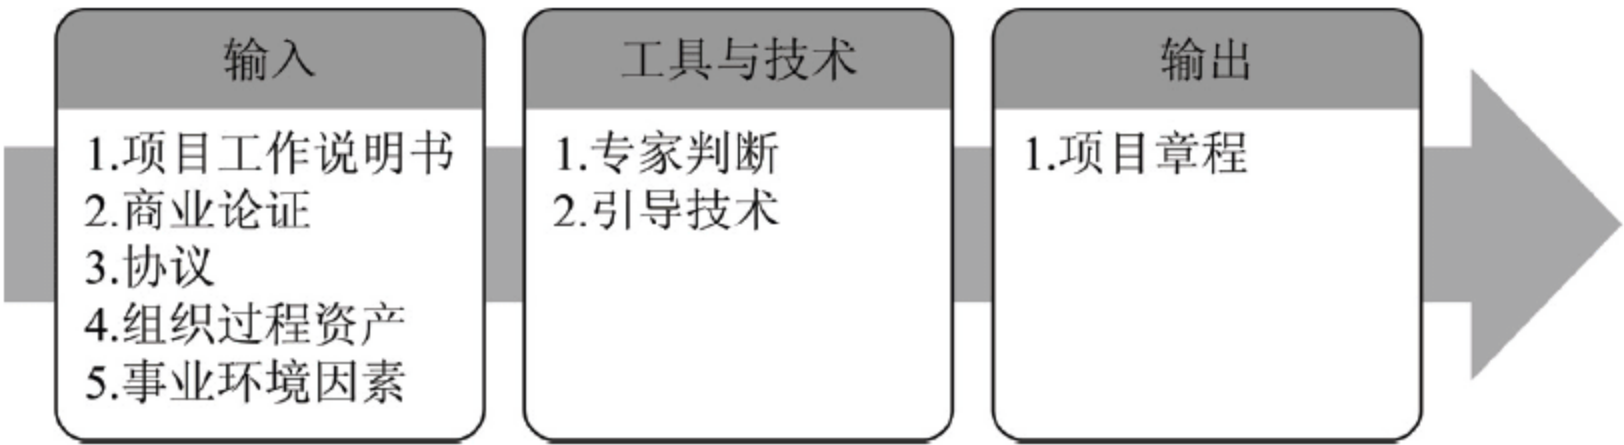 输入
1.项目工作说明书
2.商业论证
3.协议
4.组织过程资产
5.事业环境因素
工具与技术
1.专家判断
2.引导技术
输出
1.项目章程